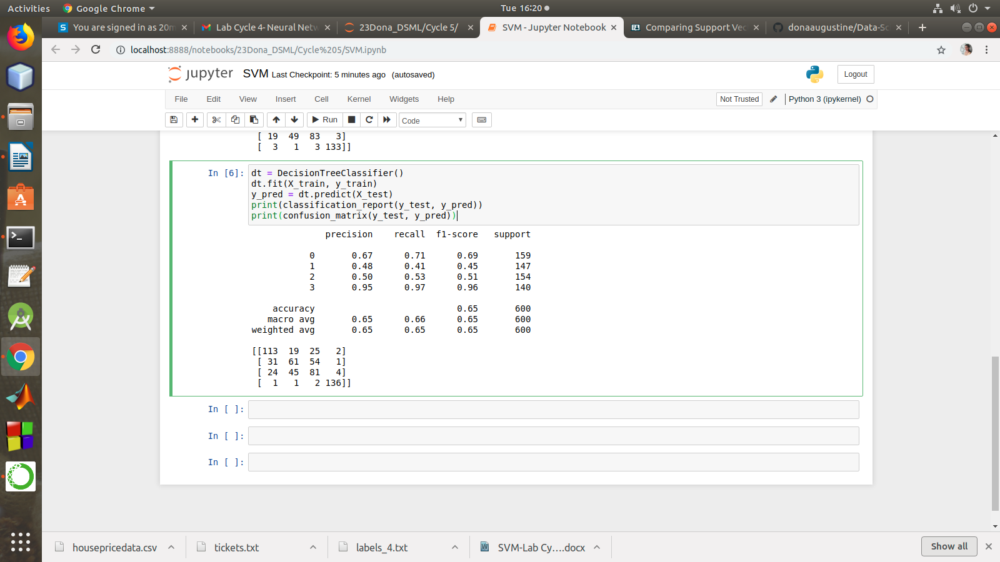 Activities
Google Chrome
Tue 16:20
You are signed in as 20m
Lab Cycle 4- Neural Netw
23Dona_DSML/Cycle 5/
SVM - Jupyter Notebook
Comparing Support Vec
donaaugustine/Data-Sc
localhost:8888/notebooks/23Dona_DSML/Cycle%205/SVM.ipynb
jupyter SVM Last Checkpoint: 5 minutes ago (autosaved)
Logout
File Edit View Insert Cell Kernel Widgets Help
Not Trusted
Python 3 (ipykernel)
Run
Code
[ 19 49 83 3]
[ 3 1 3 133]]
In [6]:
dt = DecisionTreeClassifier()
dt.fit(X_train, y_train)
y_pred = dt.predict(X_test)
print(classification_report(y_test, y_pred))
print(confusion_matrix(y_test, y_pred))
precision recall f1-score support
0 0.67 0.71 0.69 159
1 0.48 0.41 0.45 147
2 0.50 0.53 0.51 154
3 0.95 0.97 0.96 140
accuracy 0.65 600
macro avg 0.65 0.66 0.65 600
weighted avg 0.65 0.65 0.65 600
[[113 19 25 2]
[ 31 61 54 1]
[ 24 45 81 4]
[ 1 1 2 136]]
In [ ]:
In [ ]:
In [ ]:
housepricedata.csv
tickets.txt
labels_4.txt
SVM-Lab Cy....docx
Show all